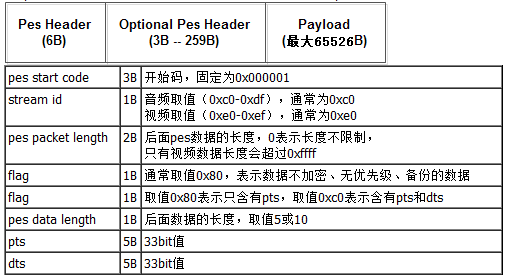 Pes Header Optional Pes Header Payload
(6B) (3B -- 259B) (最大65526B)
pes start code 3B 开始码，固定为0x000001
stream id 1B 音频取值（0xc0-0xdf），通常为0xc0
视频取值（0xe0-0xef），通常为0xe0
pes packet length 2B 后面pes数据的长度，0表示长度不限制，
只有视频数据长度会超过0xffff
flag 1B 通常取值0x80，表示数据不加密、无优先级、备份的数据
flag 1B 取值0x80表示只含有pts，取值0xc0表示含有pts和dts
pes data length 1B 后面数据的长度，取值5或10
pts 5B 33bit值
dts 5B 33bit值